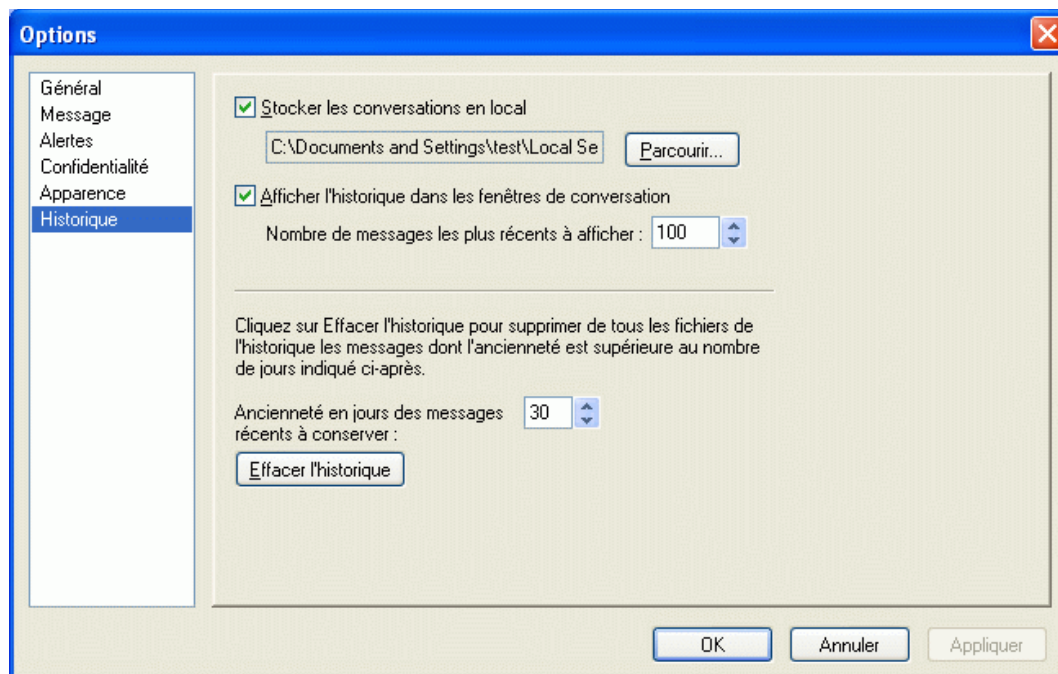 Options
Général
Message
Alertes
Confidentialité
Apparence
Historique
Stocker les conversations en local
C:\Documents and Settings\test\Local Se
Parcourir...
Afficher l'historique dans les fenêtres de conversation
Nombre de messages les plus récents à afficher : 100
Cliquez sur Effacer l'historique pour supprimer de tous les fichiers de
l'historique les messages dont l'ancienneté est supérieure au nombre
de jours indiqué ci-après.
Ancienneté en jours des messages 30
récents à conserver :
Effacer l'historique
OK Annuler Appliquer